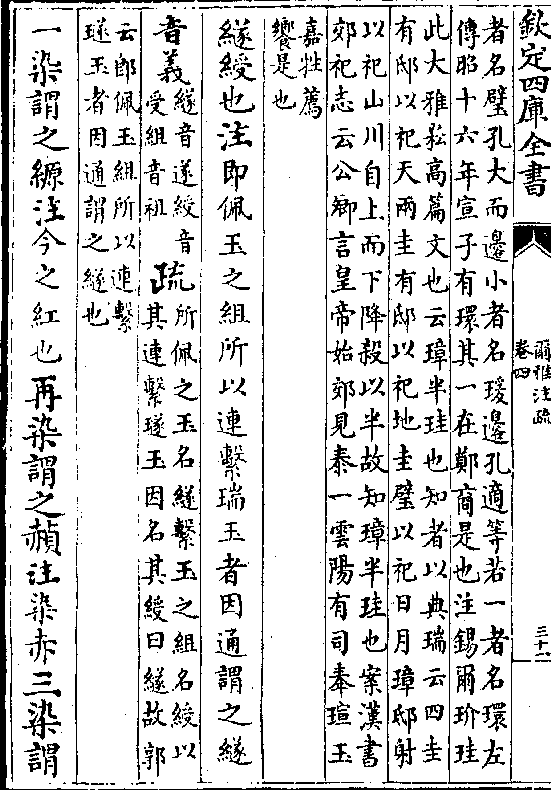 欽定四庫全書
爾雅注疏
卷四
三十二
者名璧孔大而邊小者名瑗邊孔適等若一者名環左
傳昭十六年宣子有環其一在鄭商是也注錫爾玠珪
此大雅崧高篇文也云璋半珪也知者以典瑞云四圭
有邸以祀天兩圭有邸以祀地圭璧以祀日月璋邸射
以祀山川自上而下降殺以半故知璋半珪也案漢書
郊祀志云公卿言皇帝始郊見泰一雲陽有司奉瑄玉
嘉牲薦
饗是也
繸綬也注即佩玉之組所以連繫瑞玉者因通謂之繸
音義
繸音遂綬音
受組音祖
疏
所佩之玉名繸繫玉之組名綬以
其連繫璲玉因名其綬曰繸故郭
云即佩玉組所以連繫
璲玉者因通謂之繸也
一染謂之縓注今之紅也再染謂之赬注染赤三染謂